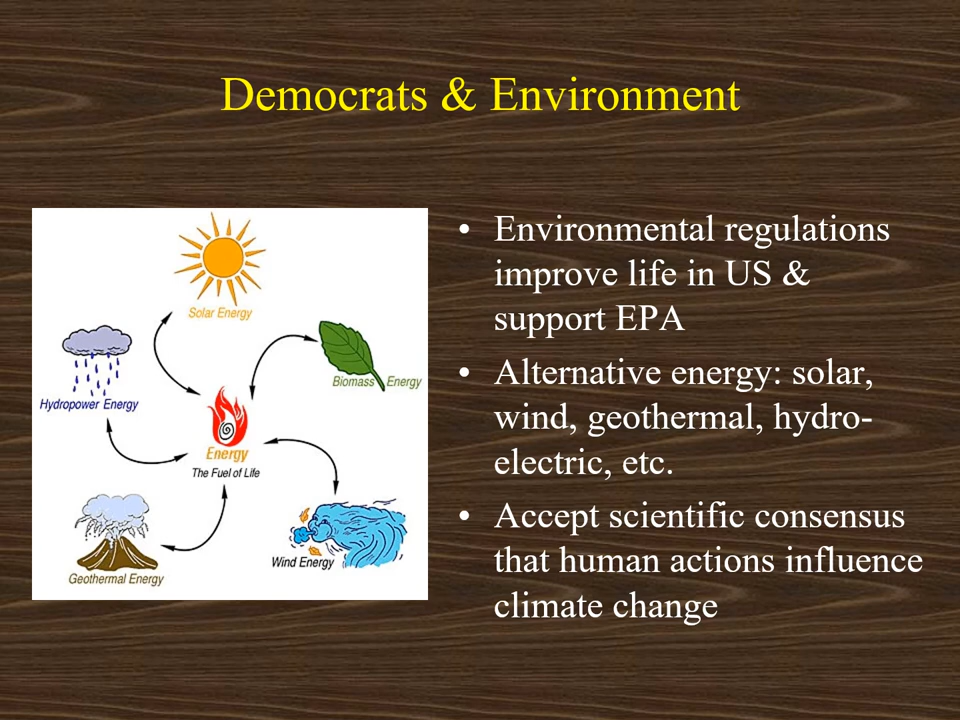 Democrats & Environment
Solar Energy
Biomass Energy
Hydropower Energy
Energy
The Fuel of Life
Wind Energy
Geothermal Energy
• Environmental regulations
improve life in US &
support EPA
• Alternative energy: solar,
wind, geothermal, hydro-
electric, etc.
• Accept scientific consensus
that human actions influence
climate change